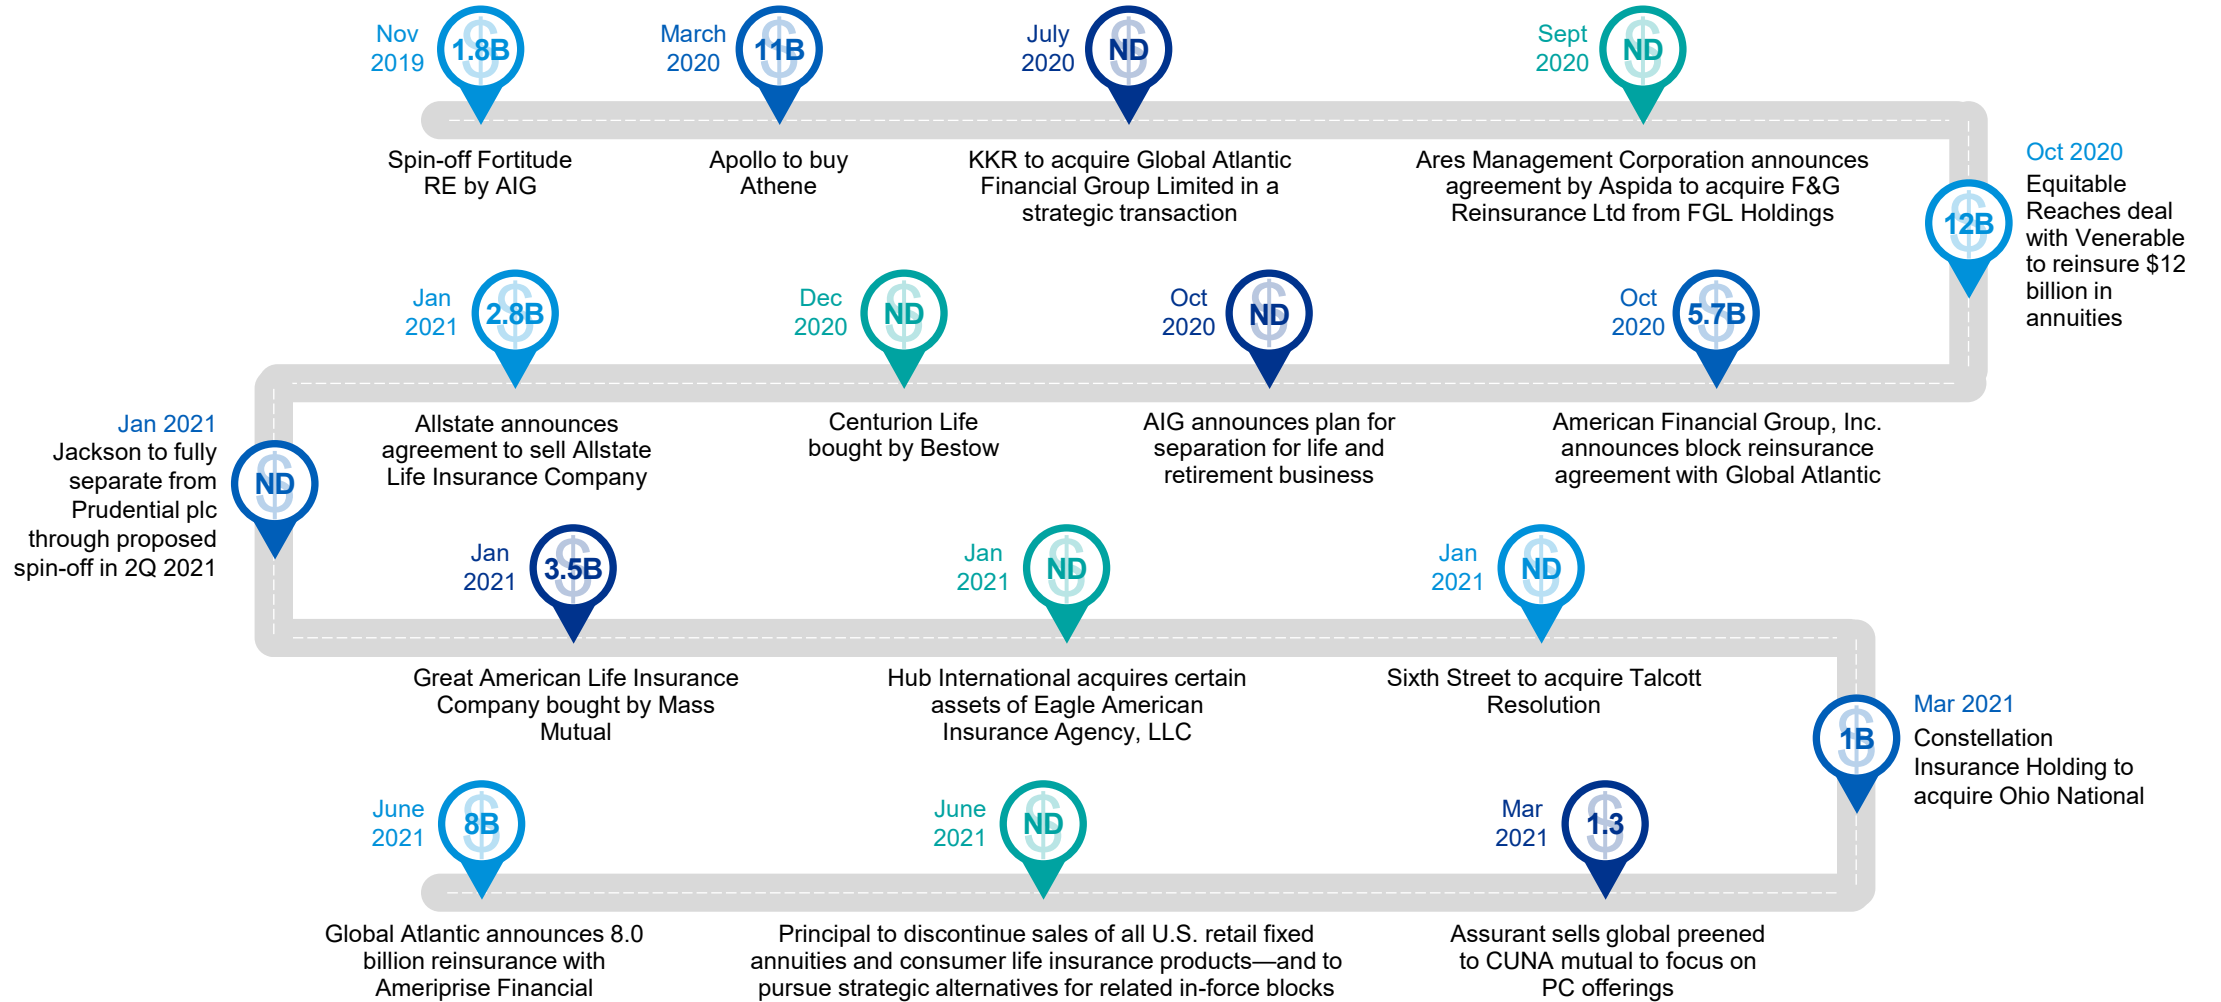 Nov
2019
$
1.8B
Spin-off Fortitude
RE by AIG
March
2020
$
11B
Apollo to buy
Athene
July
2020
$
ND
KKR to acquire Global Atlantic
Financial Group Limited in a
strategic transaction
Sept
2020
$
ND
Ares Management Corporation announces
agreement by Aspida to acquire F&G
Reinsurance Ltd from FGL Holdings
Oct 2020
$
12B
Equitable
Reaches deal
with Venerable
to reinsure $12
billion in
annuities
Oct
2020
$
5.7B
American Financial Group, Inc.
announces block reinsurance
agreement with Global Atlantic
Oct
2020
$
ND
AIG announces plan for
separation for life and
retirement business
Dec
2020
$
ND
Centurion Life
bought by Bestow
Jan
2021
$
2.8B
Allstate announces
agreement to sell Allstate
Life Insurance Company
Jan 2021
$
ND
Jackson to fully
separate from
Prudential plc
through proposed
spin-off in 2Q 2021
Jan
2021
$
3.5B
Great American Life Insurance
Company bought by Mass
Mutual
Jan
2021
$
ND
Hub International acquires certain
assets of Eagle American
Insurance Agency, LLC
Jan
2021
$
ND
Sixth Street to acquire Talcott
Resolution
Mar 2021
$
1B
Constellation
Insurance Holding to
acquire Ohio National
Mar
2021
$
1.3
Assurant sells global preened
to CUNA mutual to focus on
PC offerings
June
2021
$
ND
Principal to discontinue sales of all U.S. retail fixed
annuities and consumer life insurance products—and to
pursue strategic alternatives for related in-force blocks
June
2021
$
8B
Global Atlantic announces 8.0
billion reinsurance with
Ameriprise Financial